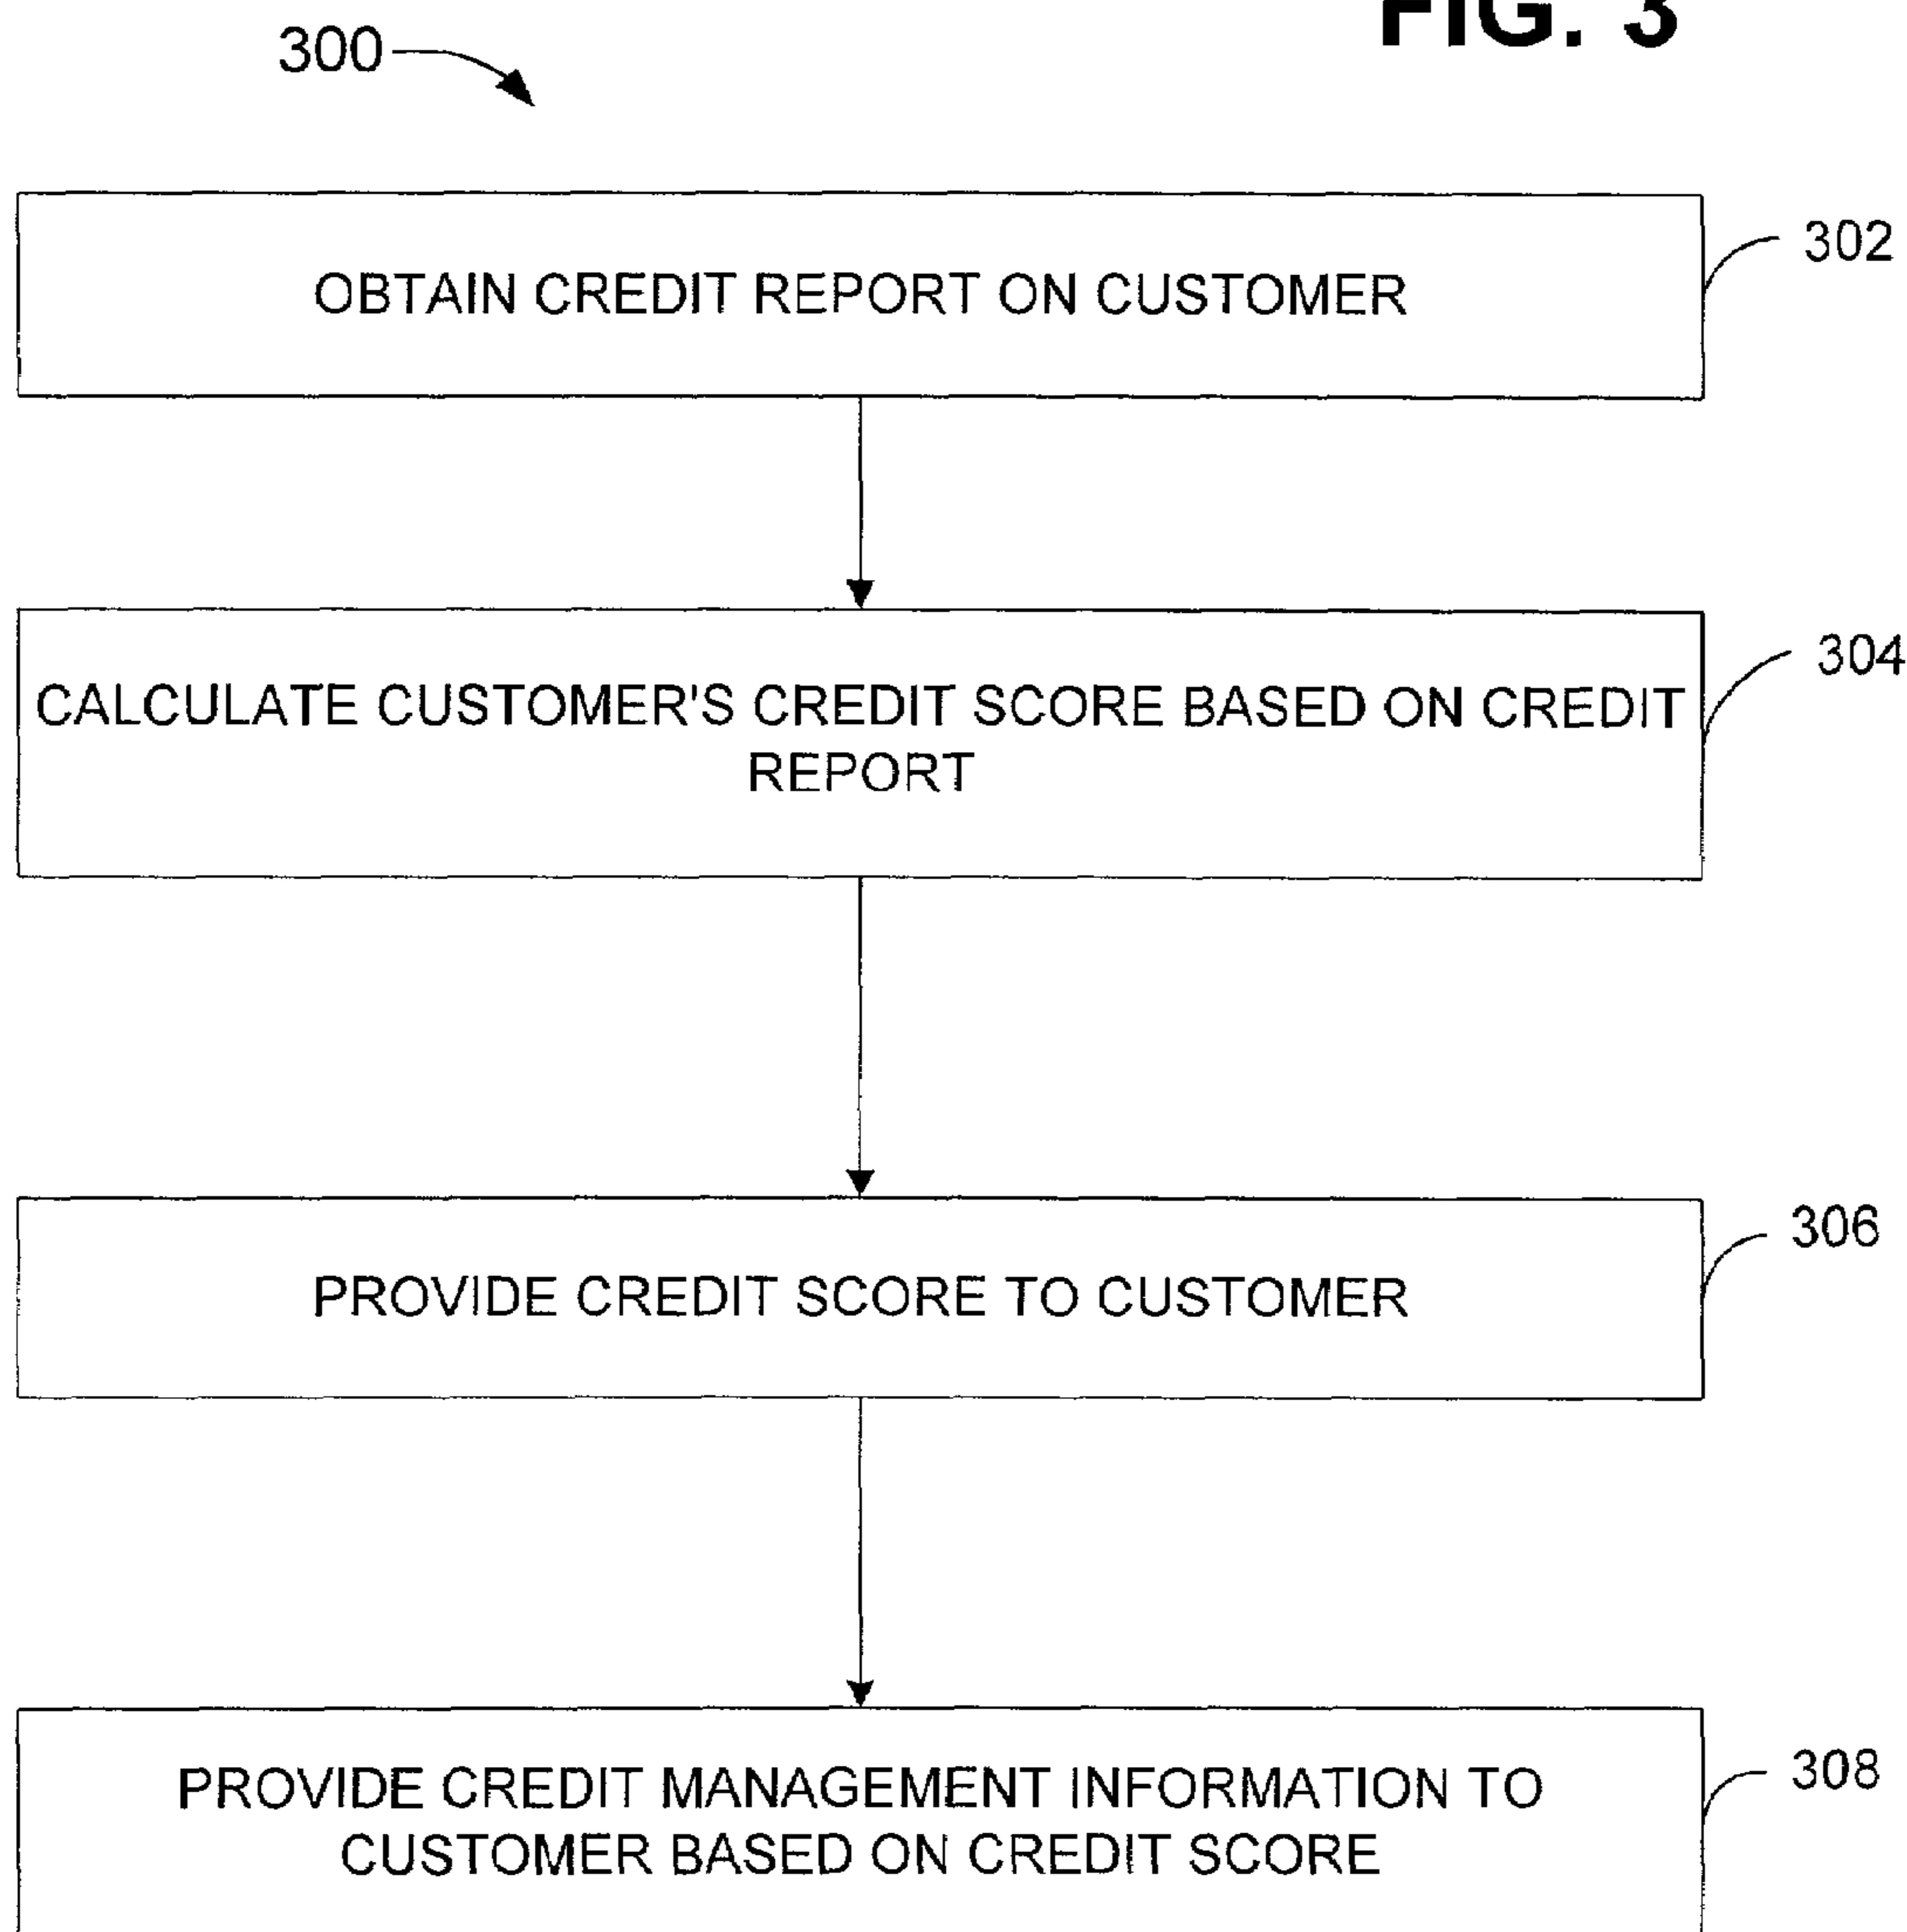 FIG. 3
300
OBTAIN CREDIT REPORT ON CUSTOMER
302
CALCULATE CUSTOMER'S CREDIT SCORE BASED ON CREDIT
REPORT
304
PROVIDE CREDIT SCORE TO CUSTOMER
306
PROVIDE CREDIT MANAGEMENT INFORMATION TO
CUSTOMER BASED ON CREDIT SCORE
308